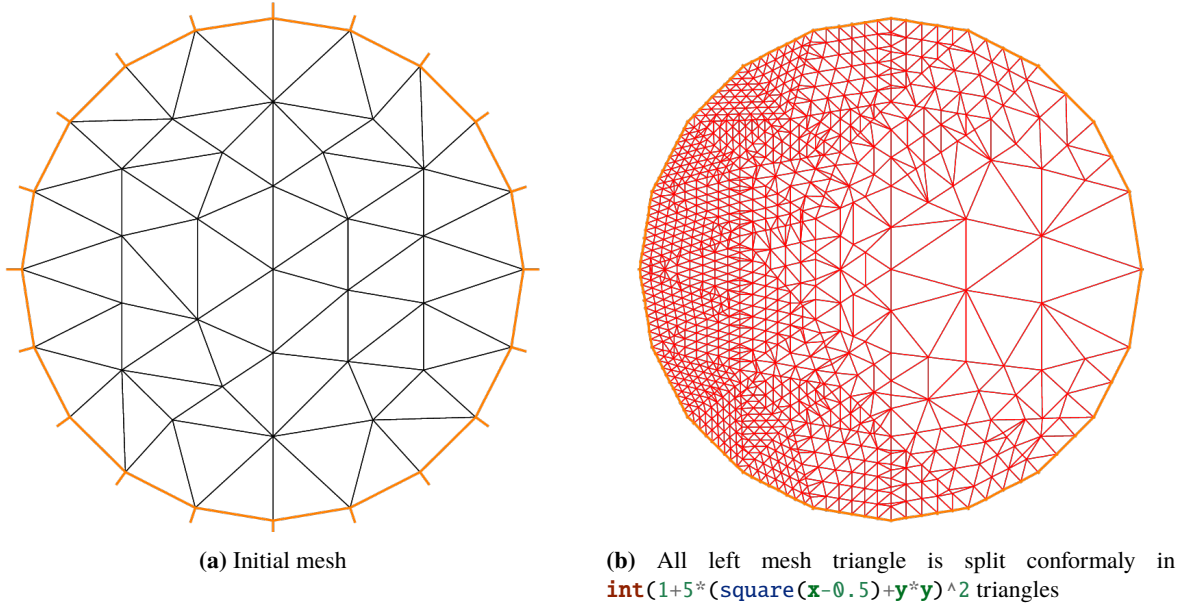 (a) Initial mesh
(b) All left mesh triangle is split conformaly in
int(1+5*(square(x-0.5)+y*y)^2 triangles